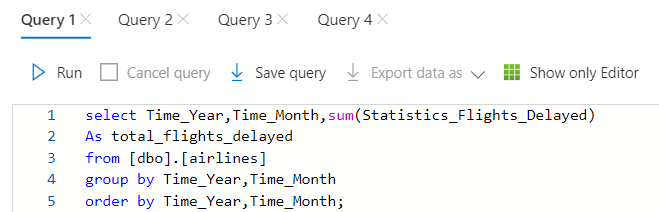 Query 1 Query 2 Query 3 Query 4
Run Cancel query Save query Export data as Show only Editor
1 select Time_Year,Time_Month,sum(Statistics_Flights_Delayed)
2 As total_flights_delayed
3 from [dbo].[airlines]
4 group by Time_Year,Time_Month
5 order by Time_Year,Time_Month;